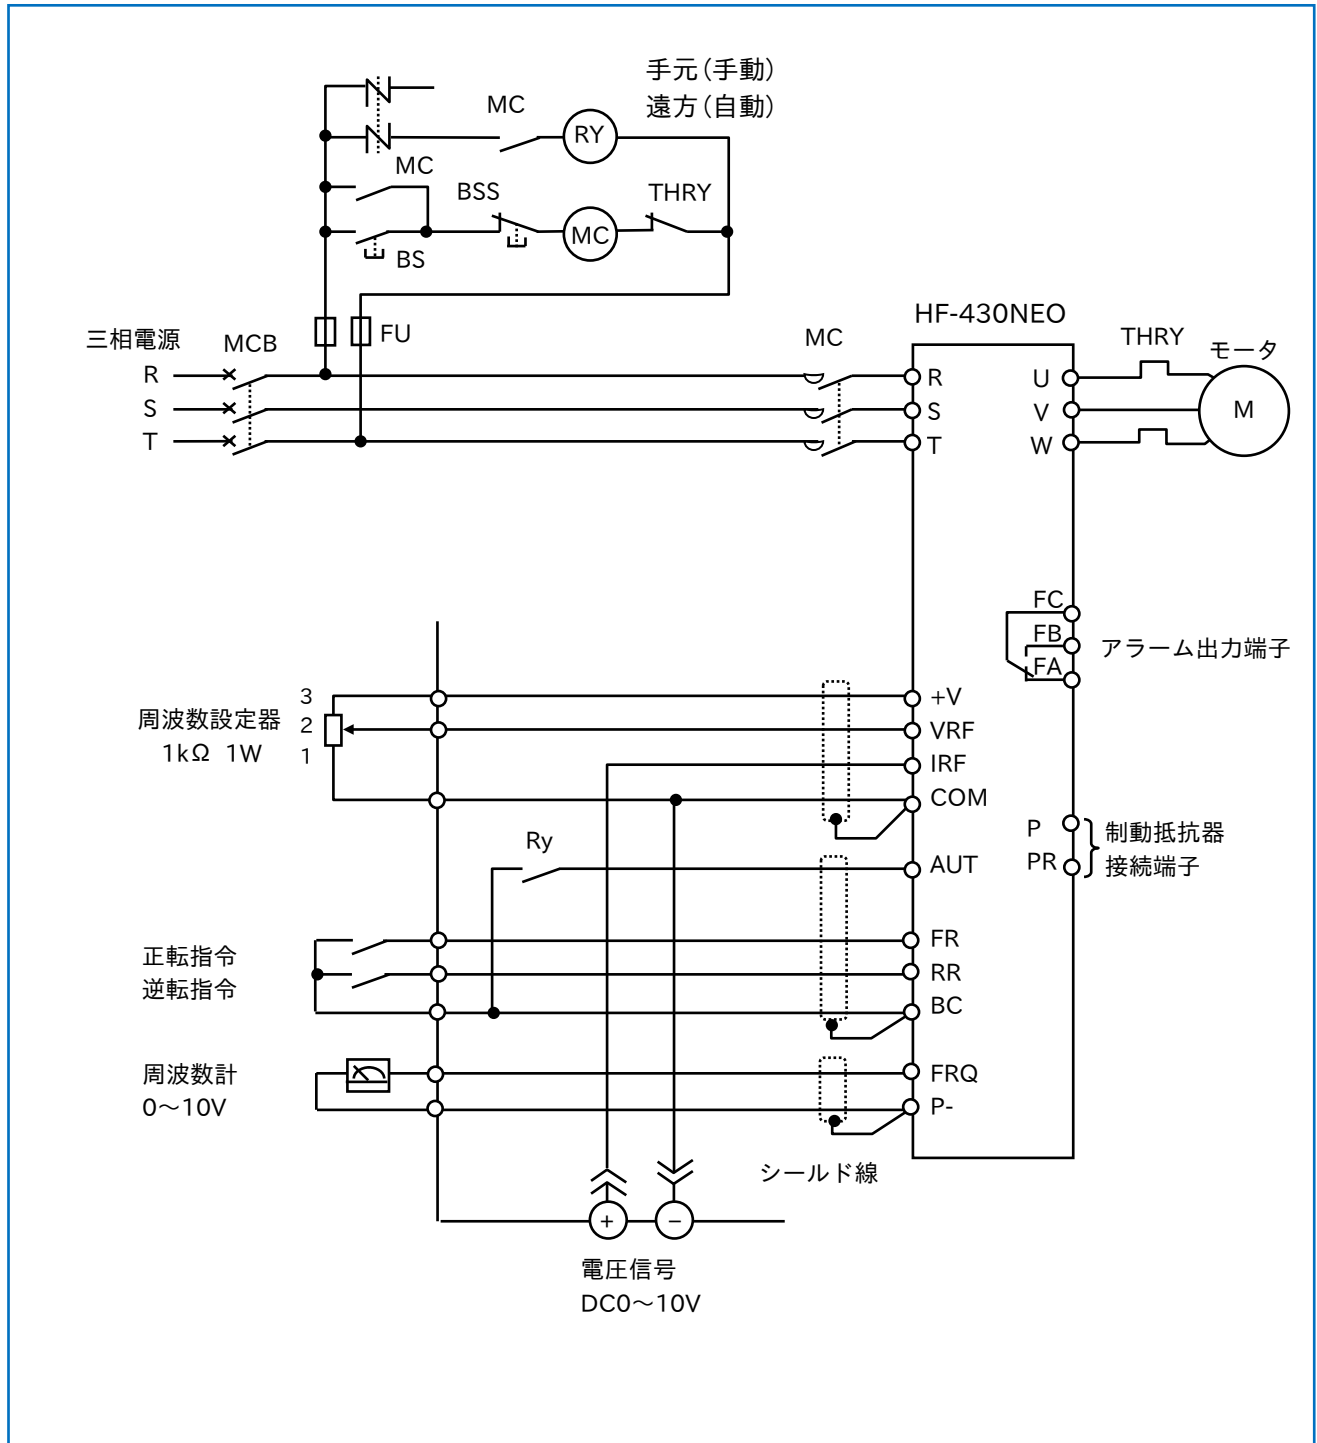 手元(手動)
遠方(自動)
MC
RY
MC
BSS
THRY
MC
BS
HF-430NEO
三相電源
MCB
FU
MC
THRY
モータ
R
S
T
R
S
T
U
V
W
M
FC
FB
FA
アラーム出力端子
周波数設定器
1kΩ 1W
3
2
1
+V
VRF
IRF
COM
P
PR
制動抵抗器
接続端子
Ry
AUT
正転指令
逆転指令
FR
RR
BC
周波数計
0～10V
FRQ
P-
シールド線
+
−
電圧信号
DC0～10V